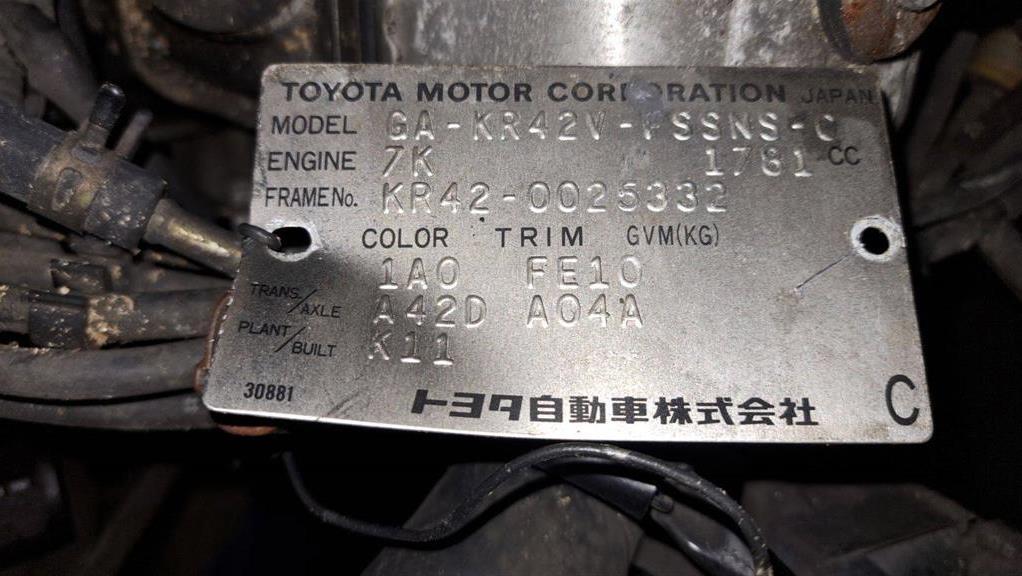 TOYOTA MOTOR CORPORATION JAPAN
MODEL GA-KR42V-PSSNS-C
ENGINE 7K 1781 CC
FRAME No. KR42-0025332
COLOR TRIM GVM(KG)
1A0 FE10
TRANS/AXLE A42D A04A
PLANT/BUILT K11
30881 トヨタ自動車株式会社 C